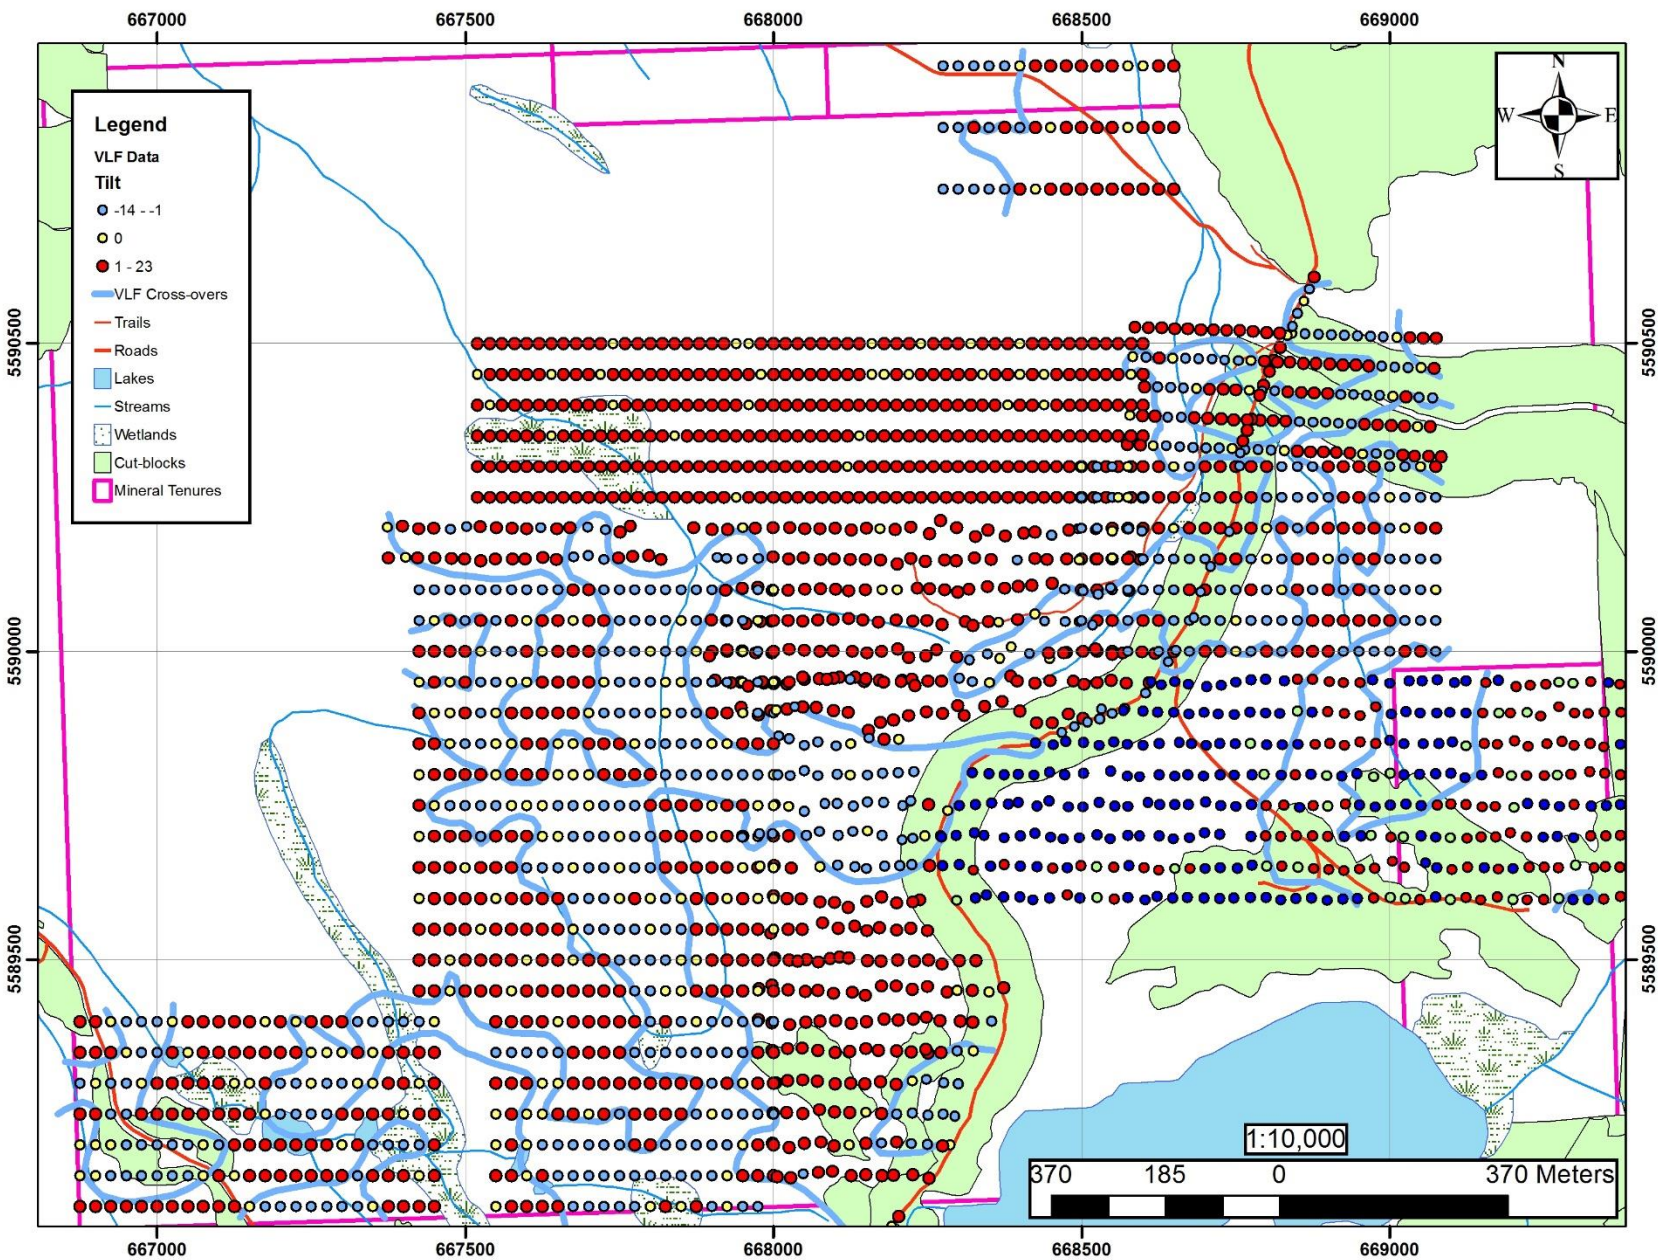 667000 667500 668000 668500 669000
N
W E
S
Legend
VLF Data
Tilt
-14 - -1
0
1 - 23
VLF Cross-overs
Trails
Roads
Lakes
Streams
Wetlands
Cut-blocks
Mineral Tenures
5590500 5590500
5590000 5590000
5589500 5589500
1:10,000
370 185 0 370 Meters
667000 667500 668000 668500 669000